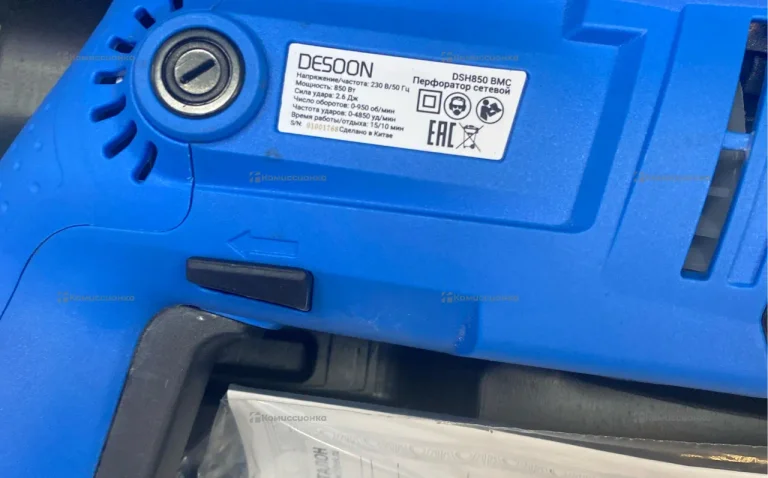 DESOON
DSH850 BMC
Перфоратор сетевой
Напряжение/частота: 230 В/50 Гц
Мощность: 850 Вт
Сила удара: 2.6 Дж
Число оборотов: 0-950 об/мин
Частота ударов: 0-4850 уд/мин
Время работы/отдыха: 15/10 мин
S/N: Сделано в Китае
EAC
Комиссионка
Комиссионка
Комиссионка
Комиссионка
Комиссионка
Комиссионка